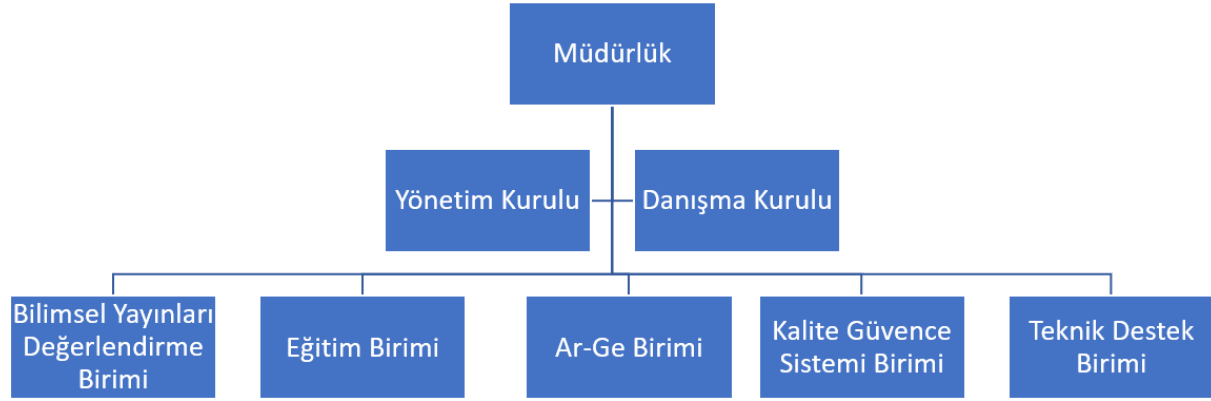 Müdürlük
Yönetim Kurulu
Danışma Kurulu
Bilimsel Yayınları
Değerlendirme
Birimi
Eğitim Birimi
Ar-Ge Birimi
Kalite Güvence
Sistemi Birimi
Teknik Destek
Birimi